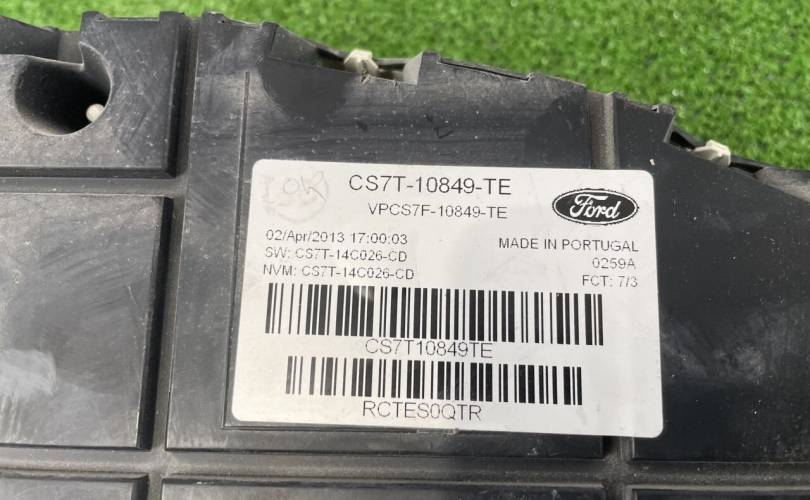 CS7T-10849-TE
VPCS7F-10849-TE
Ford
02/Apr/2013 17:00:03
SW: CS7T-14C026-CD
NVM: CS7T-14C026-CD
MADE IN PORTUGAL
0259A
FCT: 7/3
CS7T10849TE
RCTES0QTR